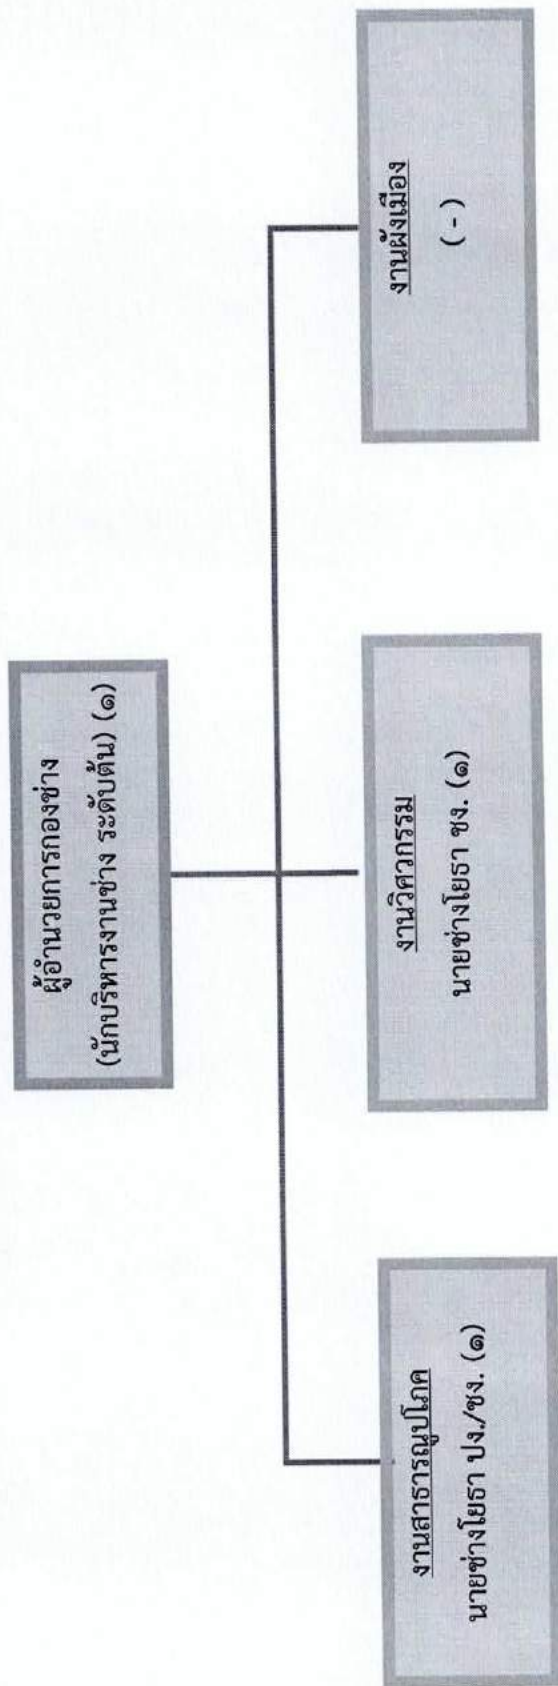 ผู้อำนวยการกองช่าง
(นักบริหารงานช่าง ระดับต้น) (๑)
งานสาธารณูปโภค
นายช่างโยธา ปง./ชง. (๑)
งานวิศวกรรม
นายช่างโยธา ชง. (๑)
งานผังเมือง
( - )